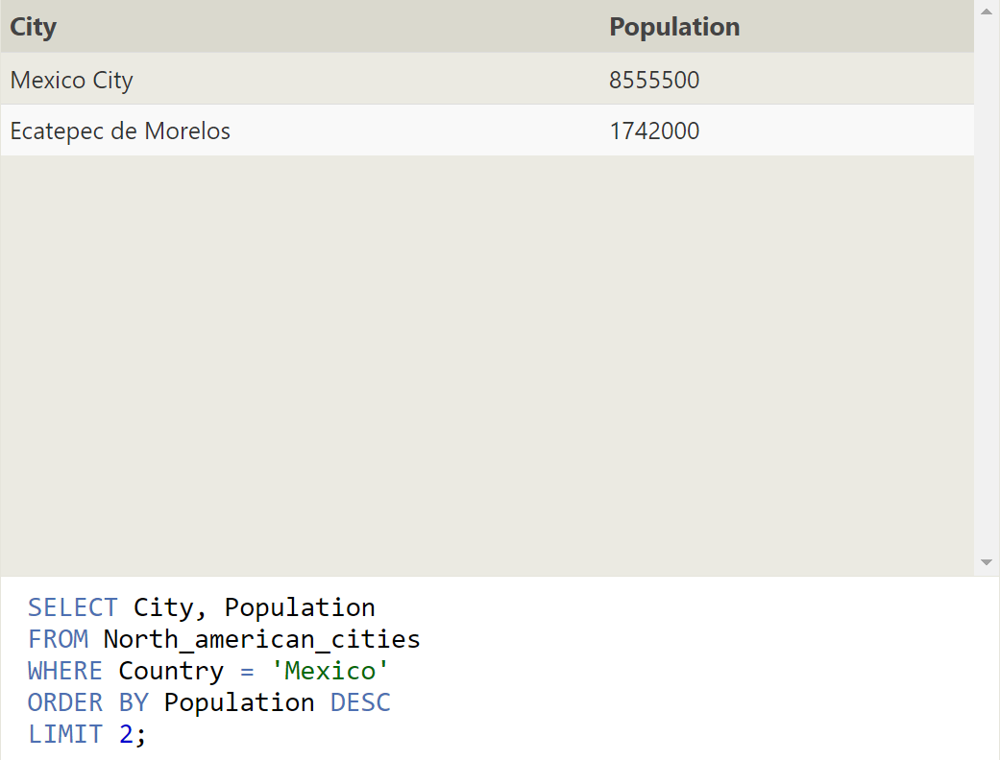 City Population
Mexico City 8555500
Ecatepec de Morelos 1742000
SELECT City, Population
FROM North_american_cities
WHERE Country = 'Mexico'
ORDER BY Population DESC
LIMIT 2;